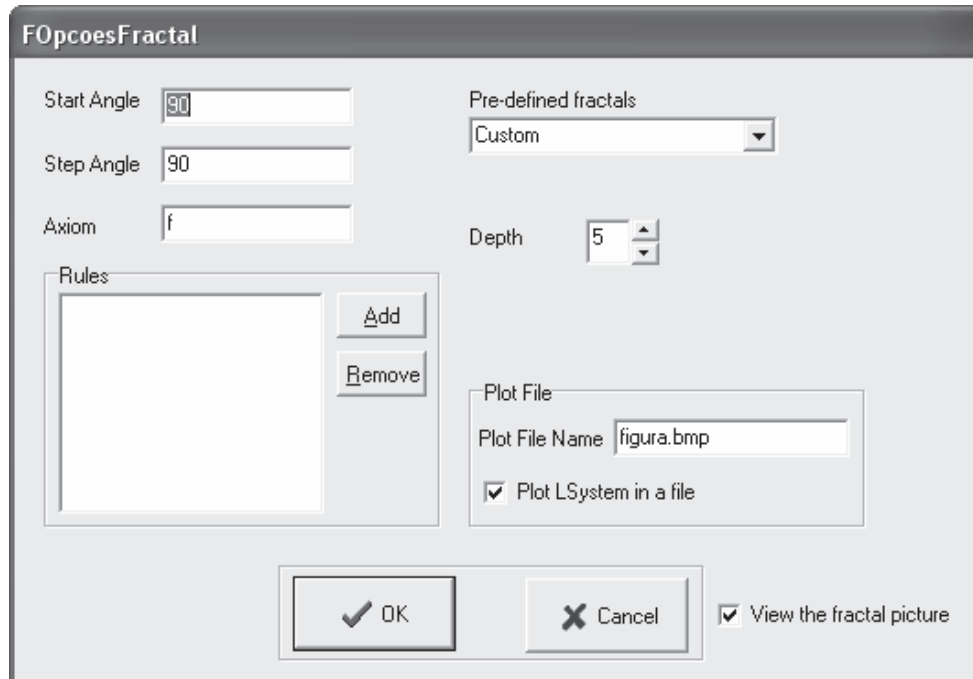 FOpcoesFractal
Start Angle 90
Pre-defined fractals
Custom
Step Angle 90
Axiom f
Depth 5
Rules
Add
Remove
Plot File
Plot File Name figura.bmp
Plot LSystem in a file
OK
Cancel
View the fractal picture